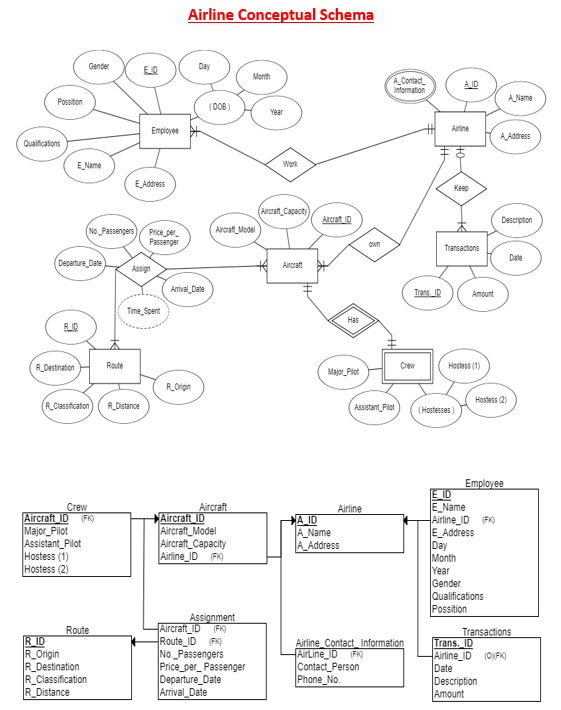 Airline Conceptual Schema
Gender
E_ID
Day
Month
(DOB)
Year
Possition
Employee
Qualifications
E_Name
E_Address
Work
A_Contact_
Information
A_ID
A_Name
Airline
A_Address
Keep
Description
Transactions
Date
Trans._ID
Amount
No._Passengers
Price_per_
Passenger
Departure_Date
Assign
Arrival_Date
Time_Spent
Aircraft_Model
Aircraft_Capacity
Aircraft_ID
Aircraft
own
Has
R_ID
R_Destination
Route
R_Origin
R_Classification
R_Distance
Major_Pilot
Crew
Hostess (1)
Assistant_Pilot
( Hostesses )
Hostess (2)
Crew
Aircraft_ID (FK)
Major_Pilot
Assistant_Pilot
Hostess (1)
Hostess (2)
Aircraft
Aircraft_ID
Aircraft_Model
Aircraft_Capacity
Airline_ID (FK)
Airline
A_ID
A_Name
A_Address
Employee
E_ID
E_Name
Airline_ID (FK)
E_Address
Day
Month
Year
Gender
Qualifications
Possition
Route
R_ID
R_Origin
R_Destination
R_Classification
R_Distance
Assignment
Aircraft_ID (FK)
Route_ID (FK)
No._Passengers
Price_per_ Passenger
Departure_Date
Arrival_Date
Airline_Contact_ Information
AirLine_ID (FK)
Contact_Person
Phone_No.
Transactions
Trans._ID
Airline_ID (O)(FK)
Date
Description
Amount